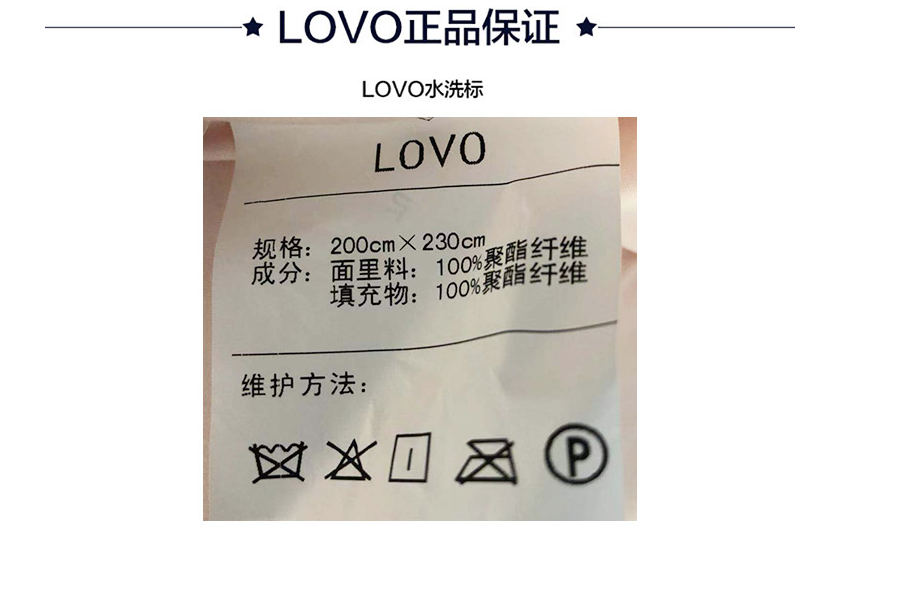 LOVO正品保证
LOVO水洗标
LOVO
规格：200cm×230cm
成分：面里料：100%聚酯纤维
填充物：100%聚酯纤维
维护方法：
P